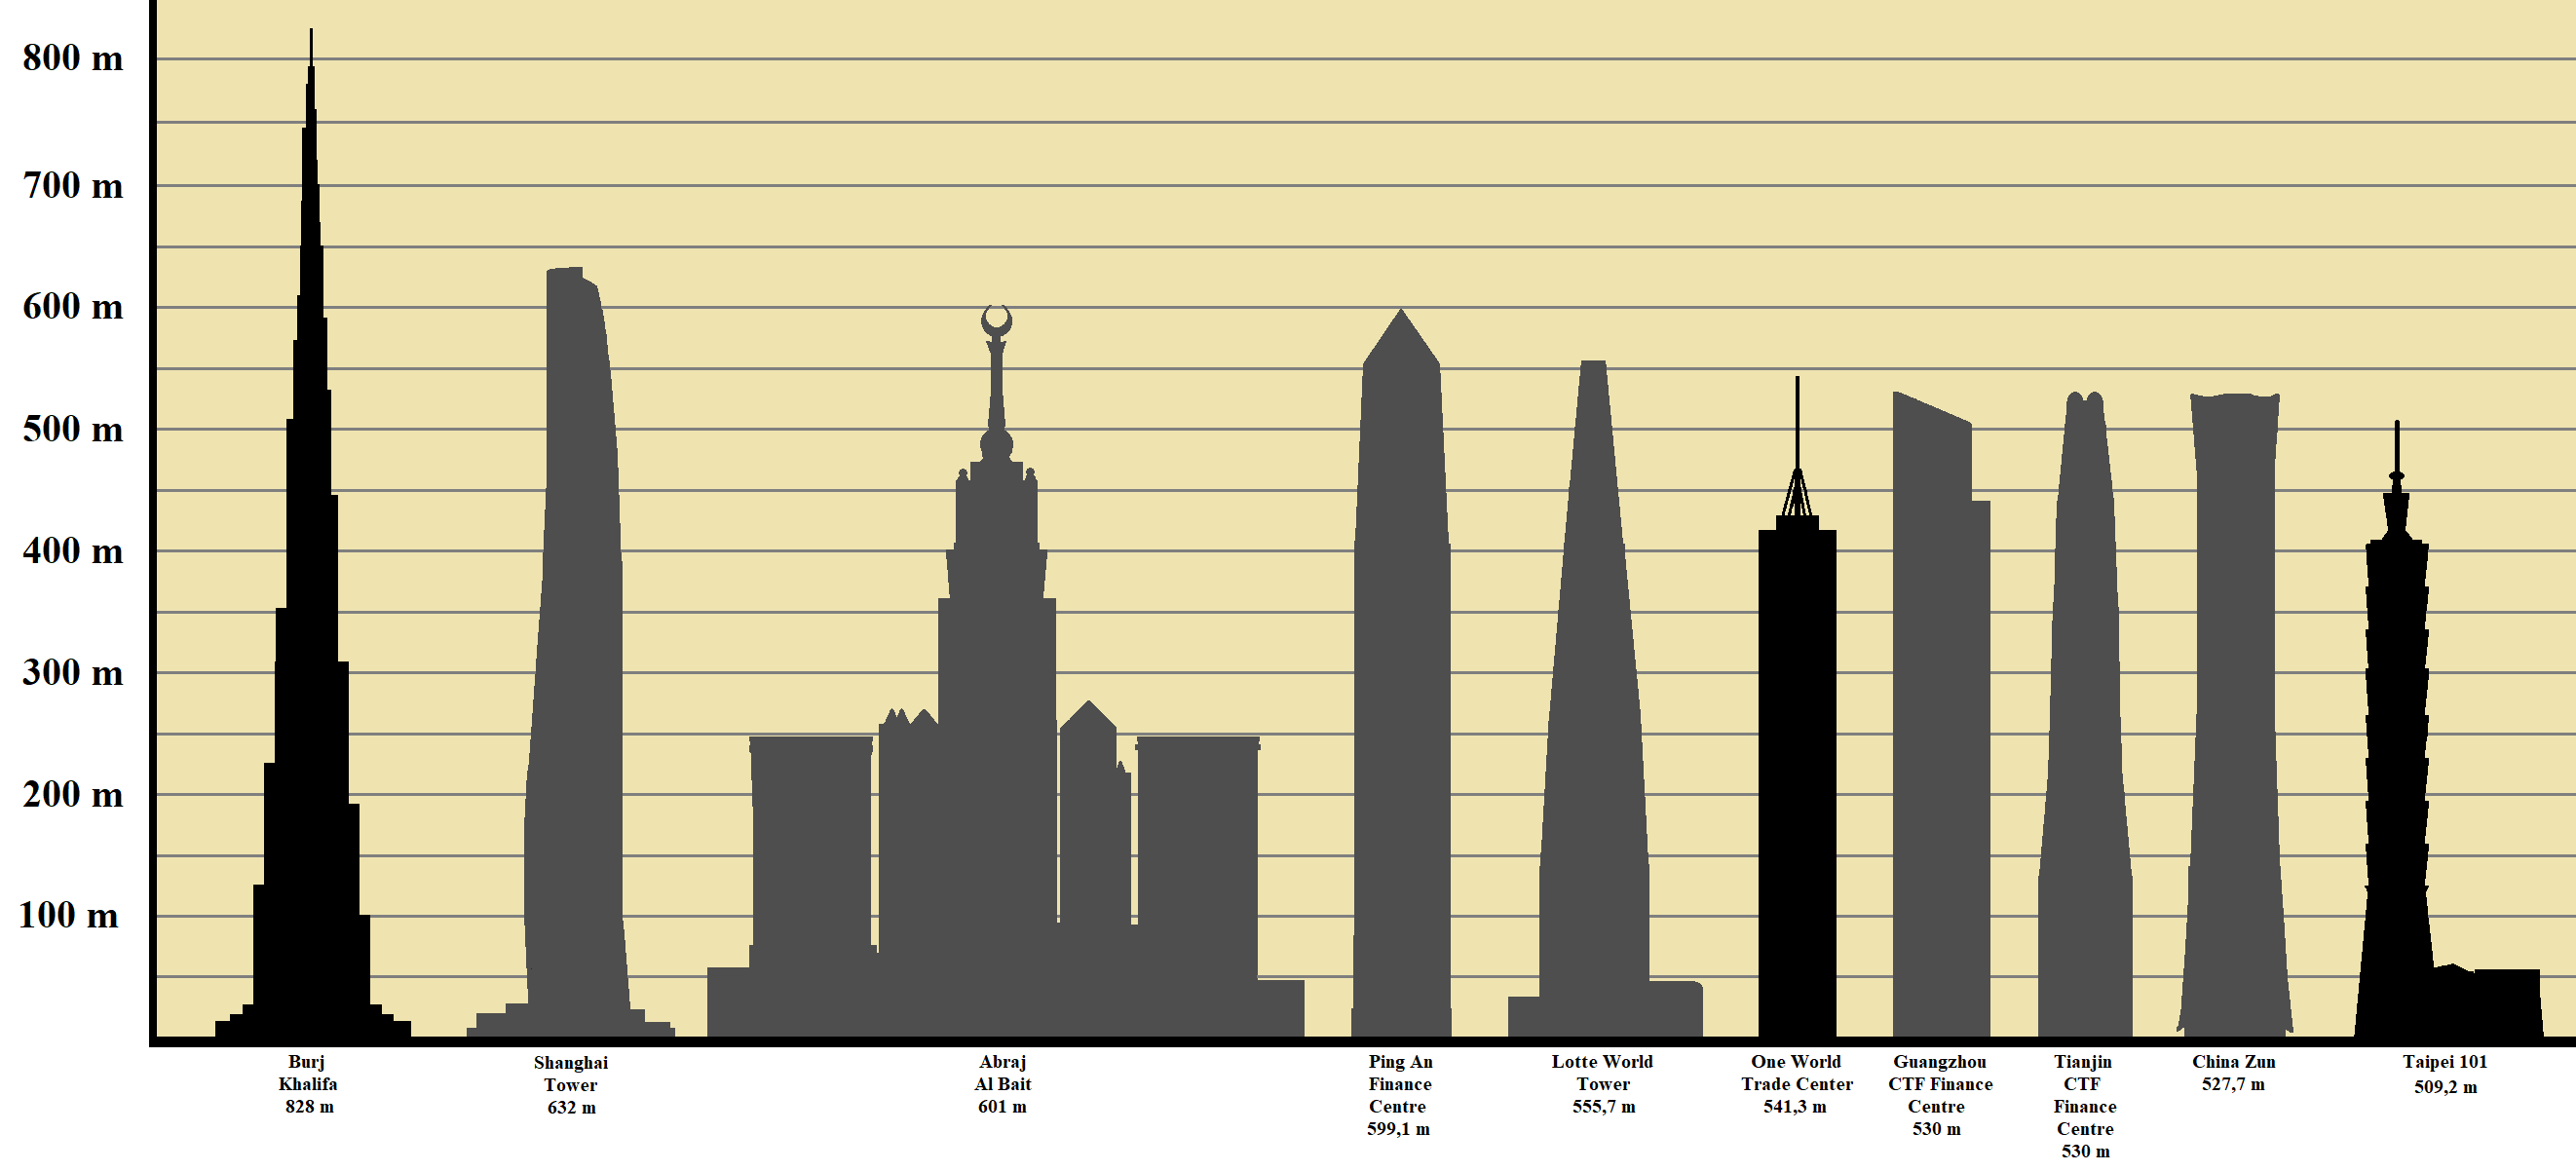 800 m
700 m
600 m
500 m
400 m
300 m
200 m
100 m
Burj
Khalifa
828 m
Shanghai
Tower
632 m
Abraj
Al Bait
601 m
Ping An
Finance
Centre
599,1 m
Lotte World
Tower
555,7 m
One World
Trade Center
541,3 m
Guangzhou
CTF Finance
Centre
530 m
Tianjin
CTF
Finance
Centre
530 m
China Zun
527,7 m
Taipei 101
509,2 m